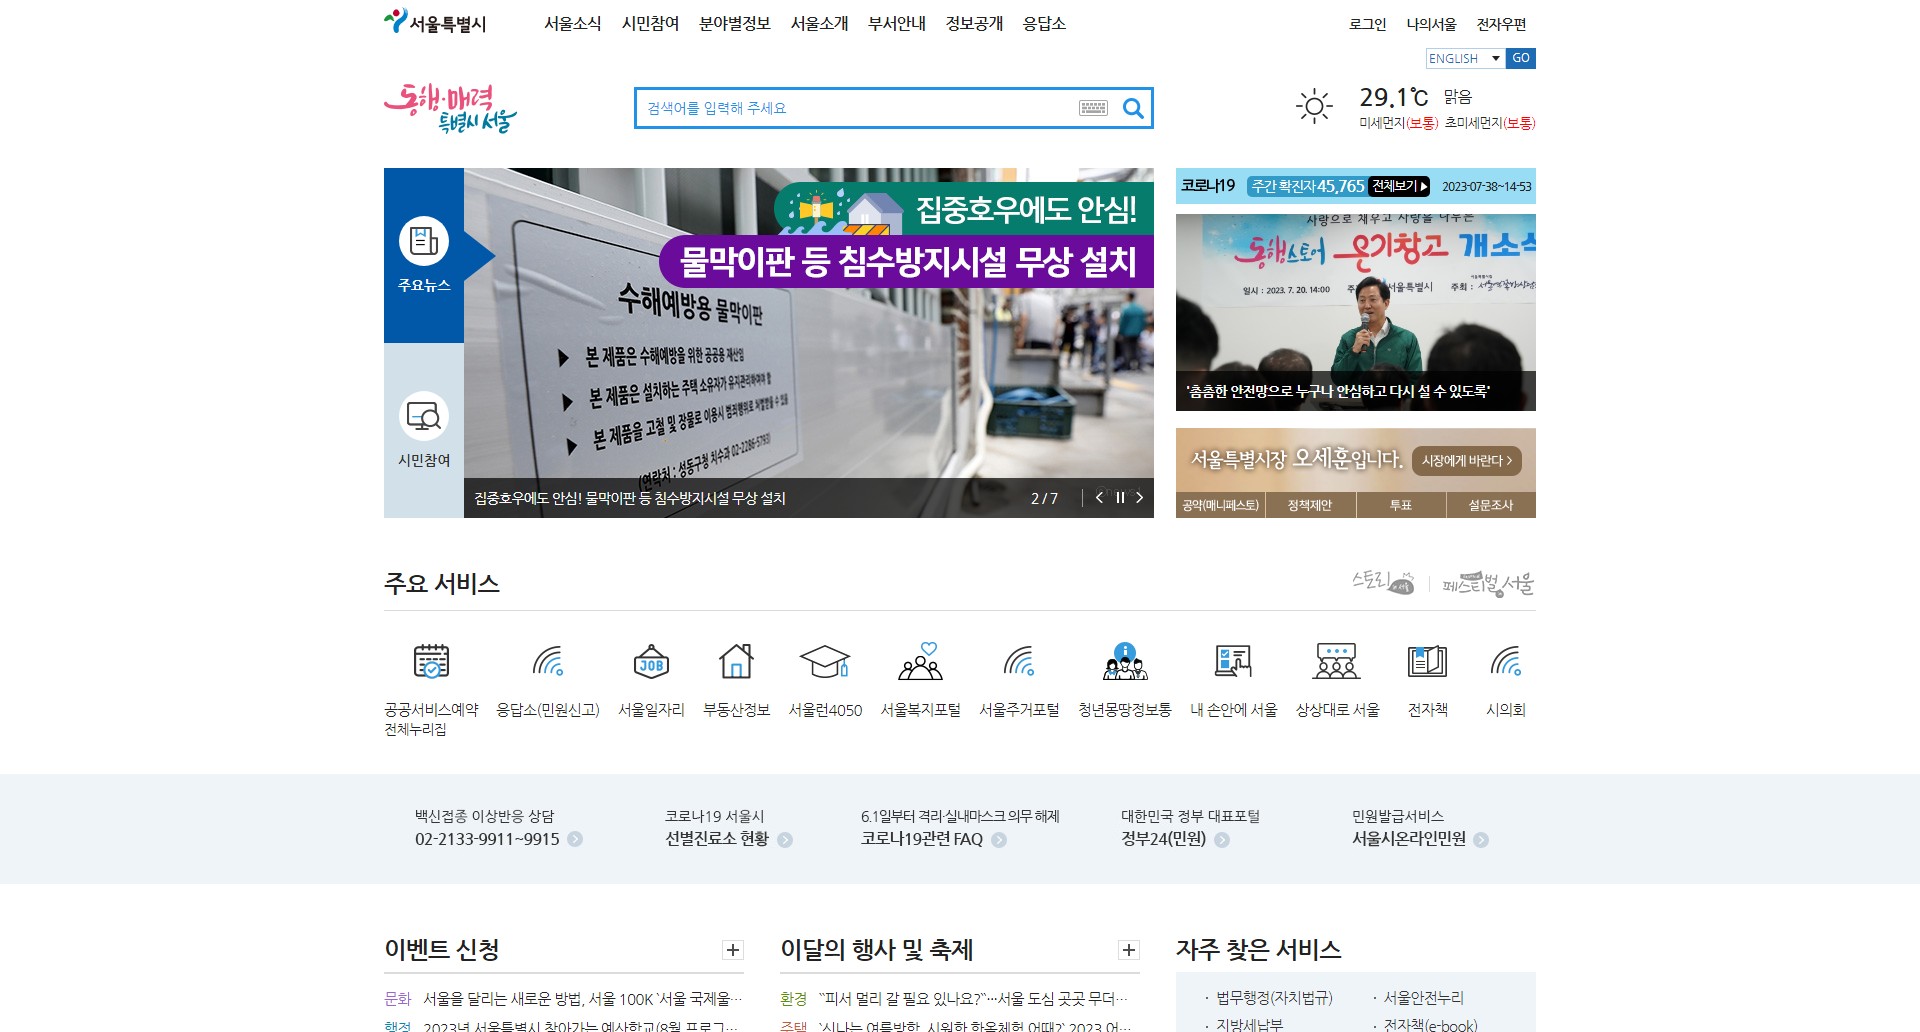 서울특별시
서울소식 시민참여 분야별정보 서울소개 부서안내 정보공개 응답소
로그인 나의서울 전자우편
ENGLISH GO
동행·매력
특별시 서울
검색어를 입력해 주세요
29.1℃ 맑음
미세먼지(보통) 초미세먼지(보통)
주요뉴스
시민참여
집중호우에도 안심!
물막이판 등 침수방지시설 무상 설치
수해예방용 물막이판
본 제품은 수해예방을 위한 공공용 재산임
본 제품은 설치하는 주택 소유자가 유지관리하여야 함
본 제품을 고철 및 장물로 이용시 범죄행위로 처벌받을 수 있음
(연락처 : 성동구청 치수과 02-2286-5793)
집중호우에도 안심! 물막이판 등 침수방지시설 무상 설치
2 / 7
코로나19 주간 확진자 45,765 전체보기 2023-07-38~14:53
사랑으로 채우고 사랑을 나누는
동행스토어 온기창고 개소식
일시 : 2023. 7. 20. 14:00
서울특별시
주최 :
'촘촘한 안전망으로 누구나 안심하고 다시 설 수 있도록'
서울특별시장 오세훈입니다. 시장에게 바란다
공약(매니페스토) 정책제안 투표 설문조사
주요 서비스
스토리 인 서울
페스티벌 서울
JOB
공공서비스예약
전체누리집
응답소(민원신고)
서울일자리
부동산정보
서울런4050
서울복지포털
서울주거포털
청년몽땅정보통
내 손안에 서울
상상대로 서울
전자책
시의회
백신접종 이상반응 상담
02-2133-9911~9915
코로나19 서울시
선별진료소 현황
6.1일부터 격리·실내마스크 의무 해제
코로나19관련 FAQ
대한민국 정부 대표포털
정부24(민원)
민원발급서비스
서울시온라인민원
이벤트 신청
문화 서울을 달리는 새로운 방법, 서울 100K '서울 국제울…
행정 2023년 서울특별시 찾아가는 예산학교(8월 프로그…
이달의 행사 및 축제
환경 "피서 멀리 갈 필요 있나요?"…서울 도심 곳곳 무더…
주택 '신나는 여름방학, 시원한 한옥체험 어때?' 2023 여…
자주 찾은 서비스
· 법무행정(자치법규)
· 서울안전누리
· 지방세납부
· 전자책(e-book)